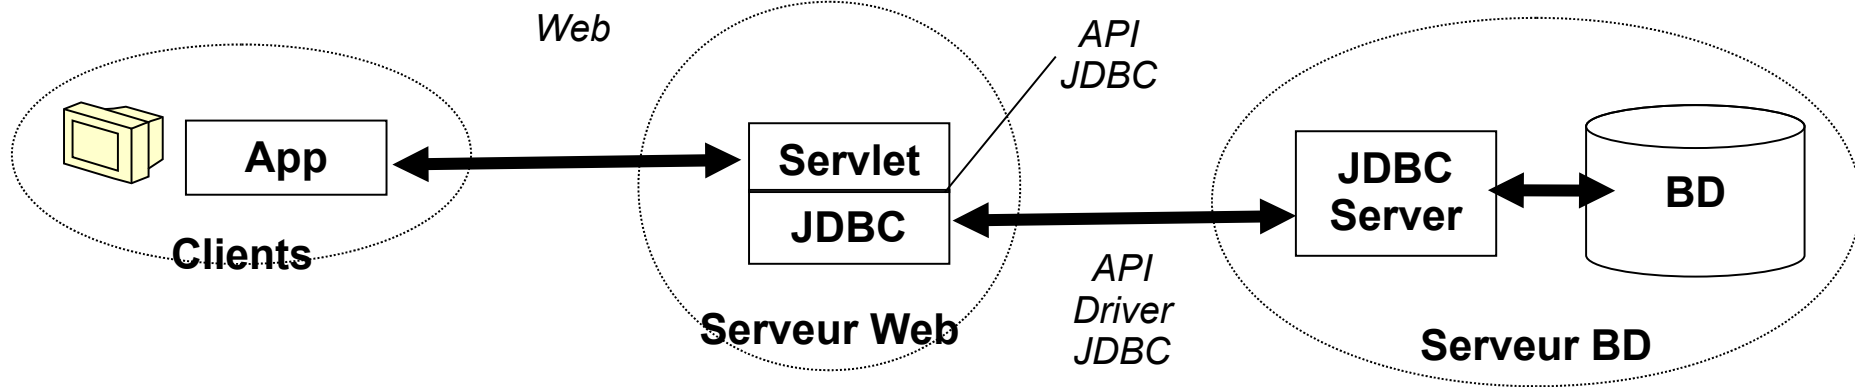 Web
App
Clients
Servlet
JDBC
Serveur Web
API
JDBC
API
Driver
JDBC
JDBC
Server
BD
Serveur BD